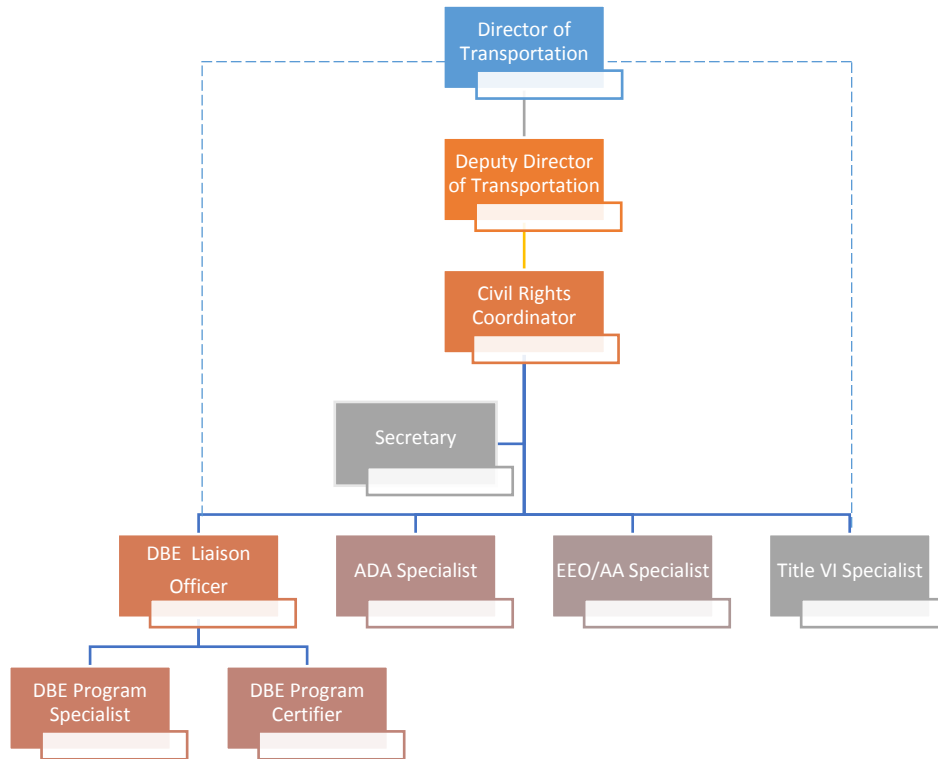 Director of
Transportation
Deputy Director
of Transportation
Civil Rights
Coordinator
Secretary
DBE Liaison
Officer
ADA Specialist
EEO/AA Specialist
Title VI Specialist
DBE Program
Specialist
DBE Program
Certifier